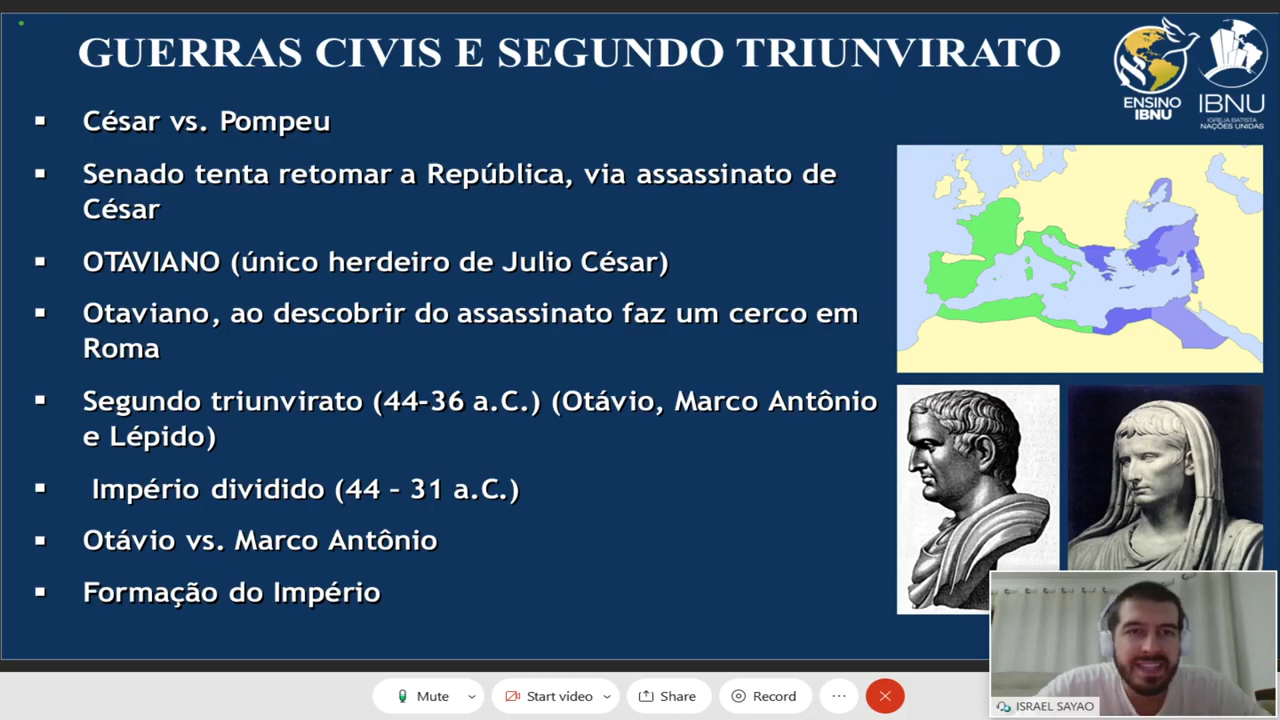 GUERRAS CIVIS E SEGUNDO TRIUNVIRATO
ENSINO
IBNU
IBNU
IGREJA BATISTA
NAÇÕES UNIDAS
César vs. Pompeu
Senado tenta retomar a República, via assassinato de
César
OTAVIANO (único herdeiro de Julio César)
Otaviano, ao descobrir do assassinato faz um cerco em
Roma
Segundo triunvirato (44-36 a.C.) (Otávio, Marco Antônio
e Lépido)
Império dividido (44 – 31 a.C.)
Otávio vs. Marco Antônio
Formação do Império
ISRAEL SAYAO
Mute
Start video
Share
Record